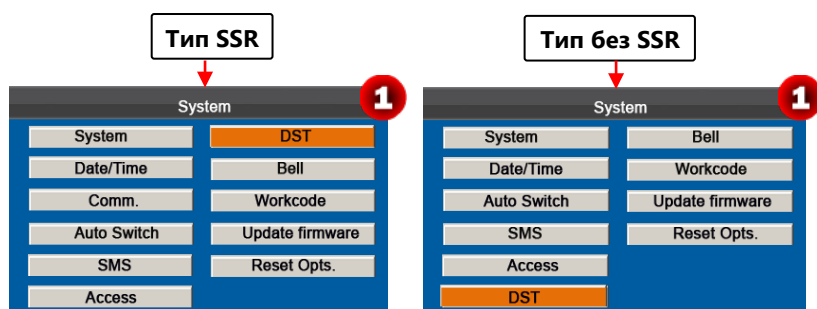 Тип SSR
1
System
System
DST
Date/Time
Bell
Comm.
Workcode
Auto Switch
Update firmware
SMS
Reset Opts.
Access
Тип без SSR
1
System
System
Bell
Date/Time
Workcode
Auto Switch
Update firmware
SMS
Reset Opts.
Access
DST